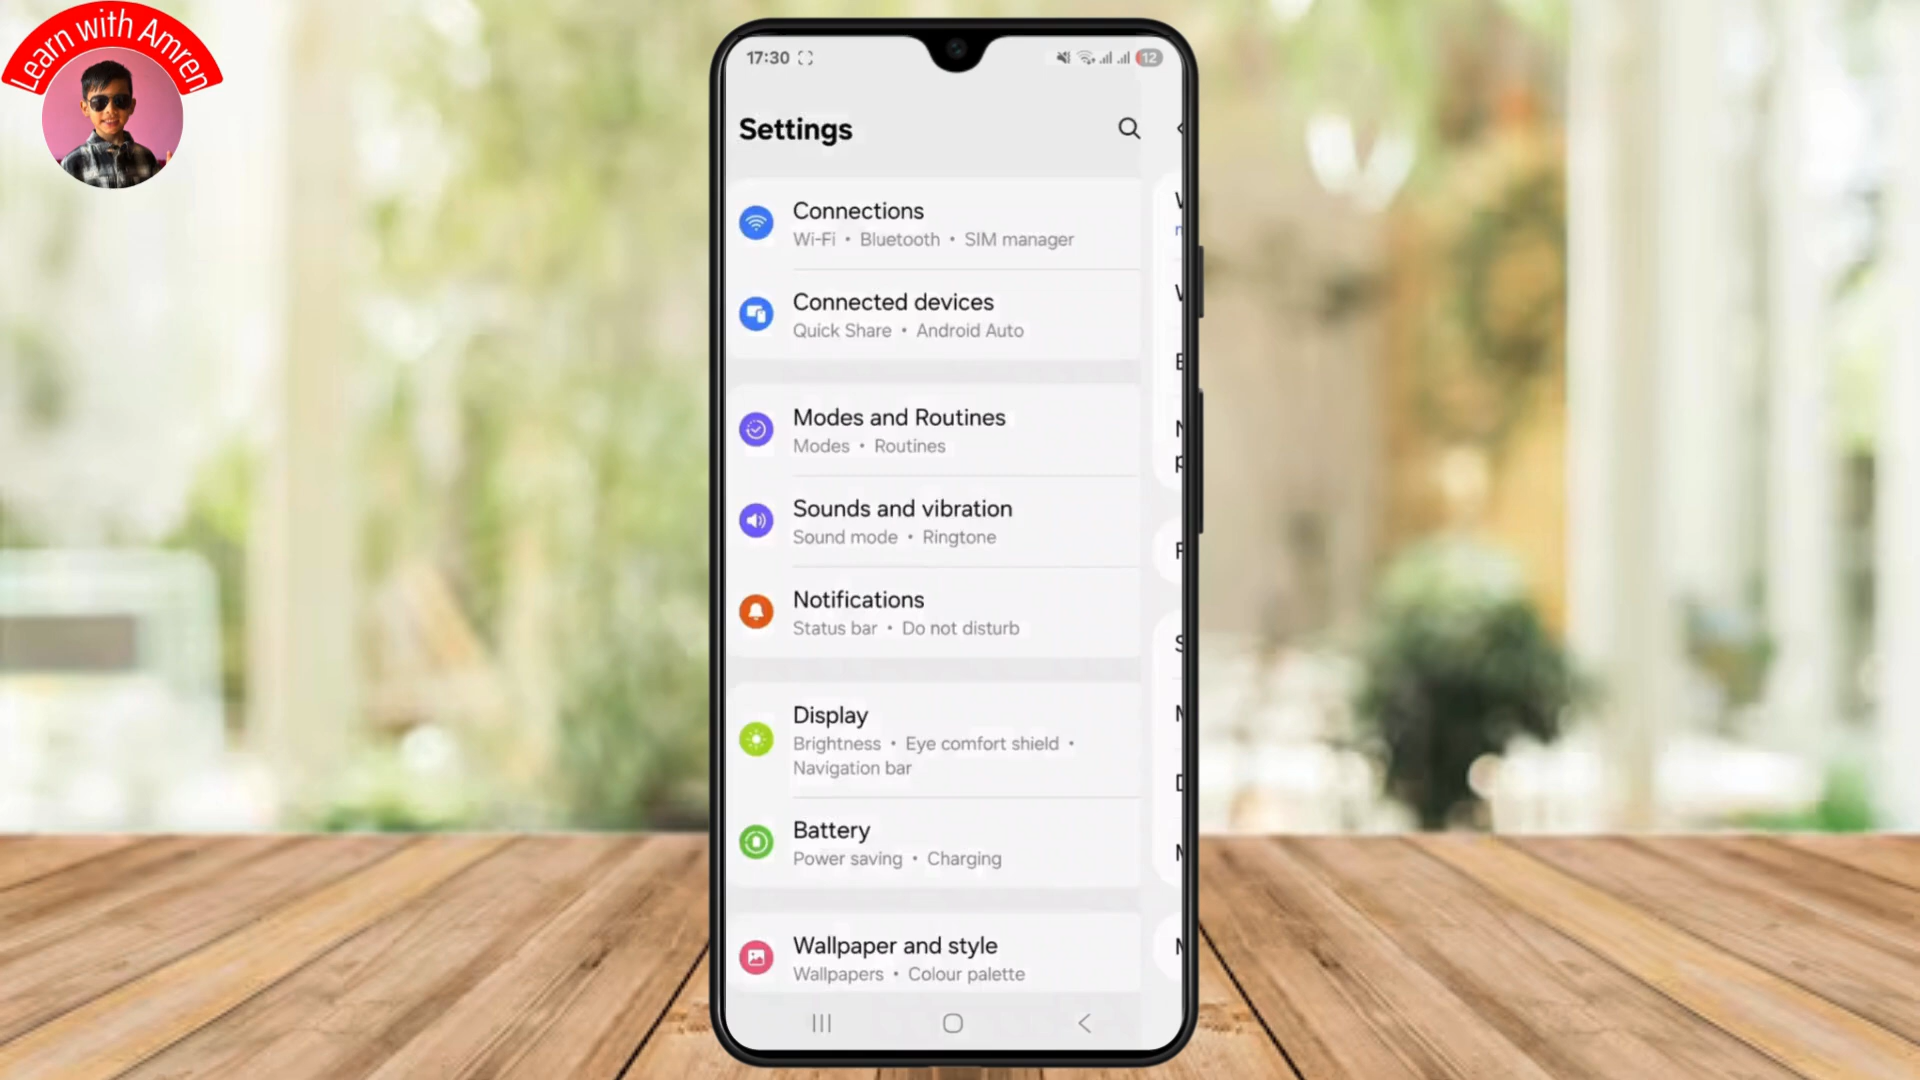 Learn with Amren
17:30
12
Settings
Connections
Wi-Fi • Bluetooth • SIM manager
Connected devices
Quick Share • Android Auto
Modes and Routines
Modes • Routines
Sounds and vibration
Sound mode • Ringtone
Notifications
Status bar • Do not disturb
Display
Brightness • Eye comfort shield •
Navigation bar
Battery
Power saving • Charging
Wallpaper and style
Wallpapers • Colour palette